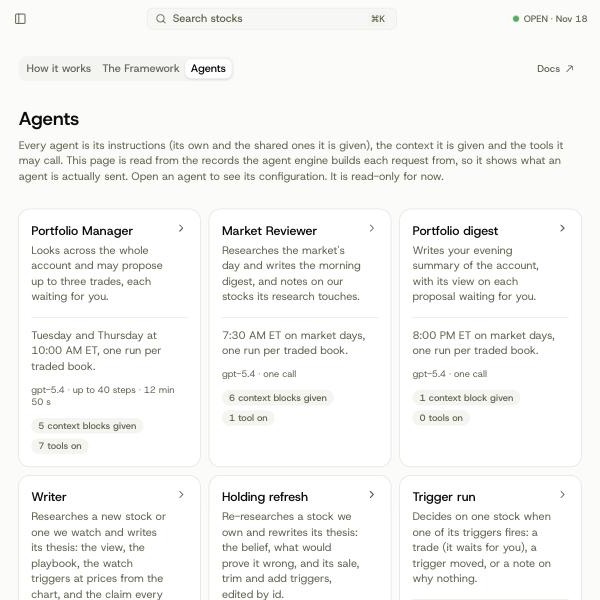 Search stocks ⌘K
OPEN · Nov 18
How it works The Framework Agents
Docs ↗
Agents
Every agent is its instructions (its own and the shared ones it is given), the context it is given and the tools it
may call. This page is read from the records the agent engine builds each request from, so it shows what an
agent is actually sent. Open an agent to see its configuration. It is read-only for now.
Portfolio Manager
Looks across the whole
account and may propose
up to three trades, each
waiting for you.
Tuesday and Thursday at
10:00 AM ET, one run per
traded book.
gpt-5.4 · up to 40 steps · 12 min
50 s
5 context blocks given
7 tools on
Market Reviewer
Researches the market's
day and writes the morning
digest, and notes on our
stocks its research touches.
7:30 AM ET on market days,
one run per traded book.
gpt-5.4 · one call
6 context blocks given
1 tool on
Portfolio digest
Writes your evening
summary of the account,
with its view on each
proposal waiting for you.
8:00 PM ET on market days,
one run per traded book.
gpt-5.4 · one call
1 context block given
0 tools on
Writer
Researches a new stock or
one we watch and writes
its thesis: the view, the
playbook, the watch
triggers at prices from the
chart, and the claim every
Holding refresh
Re-researches a stock we
own and rewrites its thesis:
the belief, what would
prove it wrong, and its sale,
trim and add triggers,
edited by id.
Trigger run
Decides on one stock when
one of its triggers fires: a
trade (it waits for you), a
trigger moved, or a note on
why nothing.